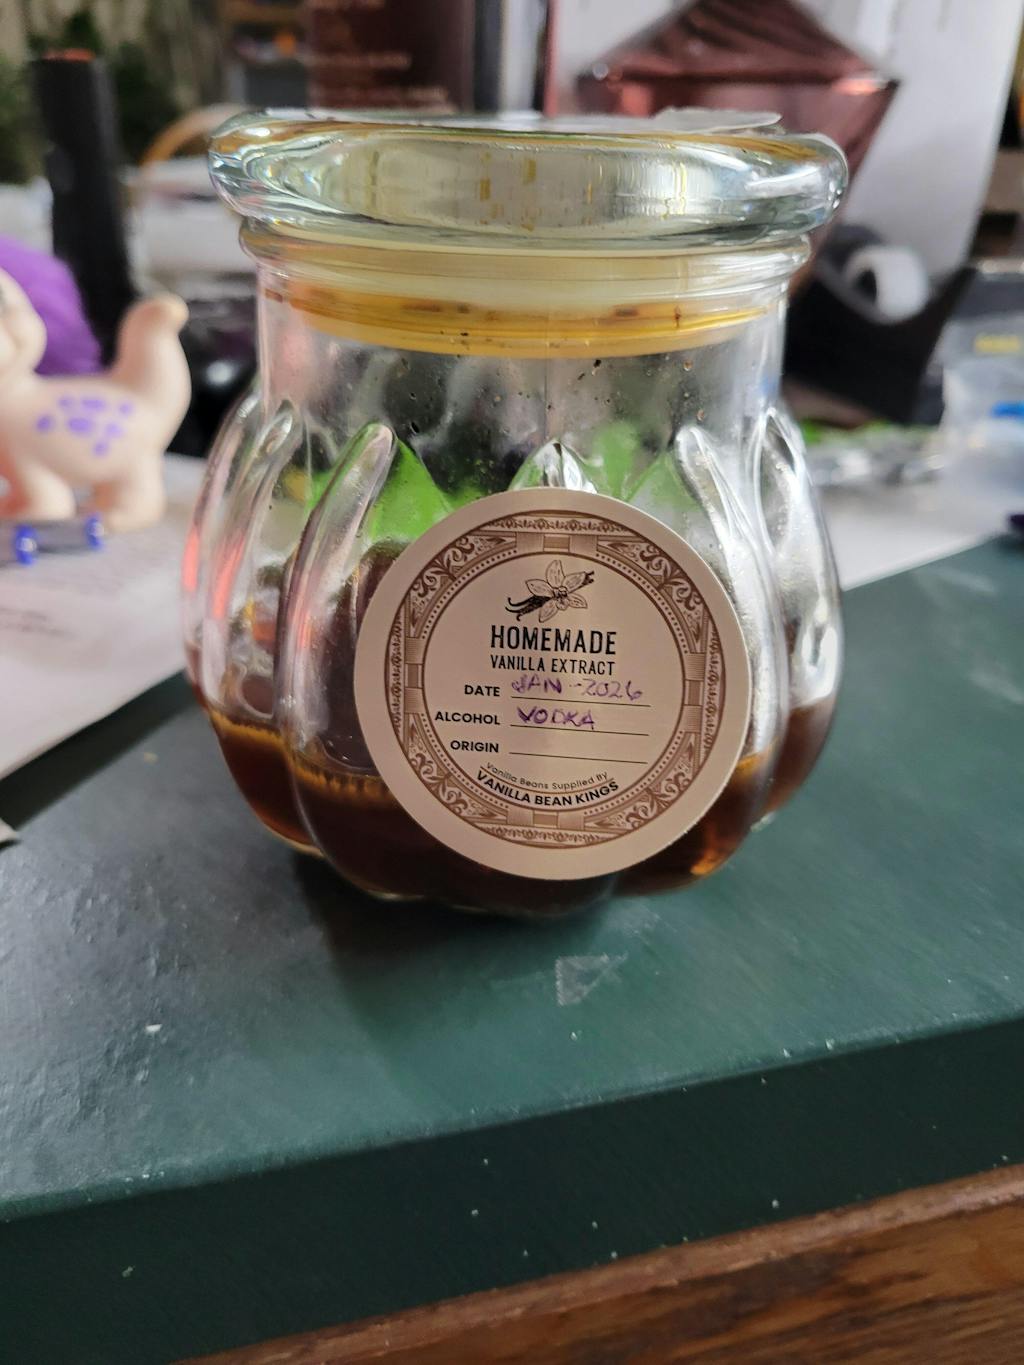 HOMEMADE
VANILLA EXTRACT
DATE JAN -2026
ALCOHOL VODKA
ORIGIN
Vanilla Beans Supplied By
VANILLA BEAN KINGS